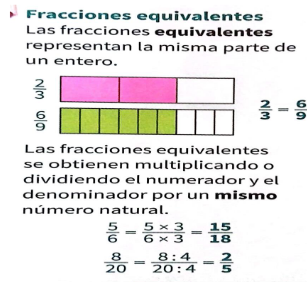 Fracciones equivalentes
Las fracciones equivalentes
representan la misma parte de
un entero.
2/3
6/9
2/3 = 6/9
Las fracciones equivalentes
se obtienen multiplicando o
dividiendo el numerador y el
denominador por un mismo
número natural.
5/6 = 5 × 3/6 × 3 = 15/18
8/20 = 8 : 4/20 : 4 = 2/5